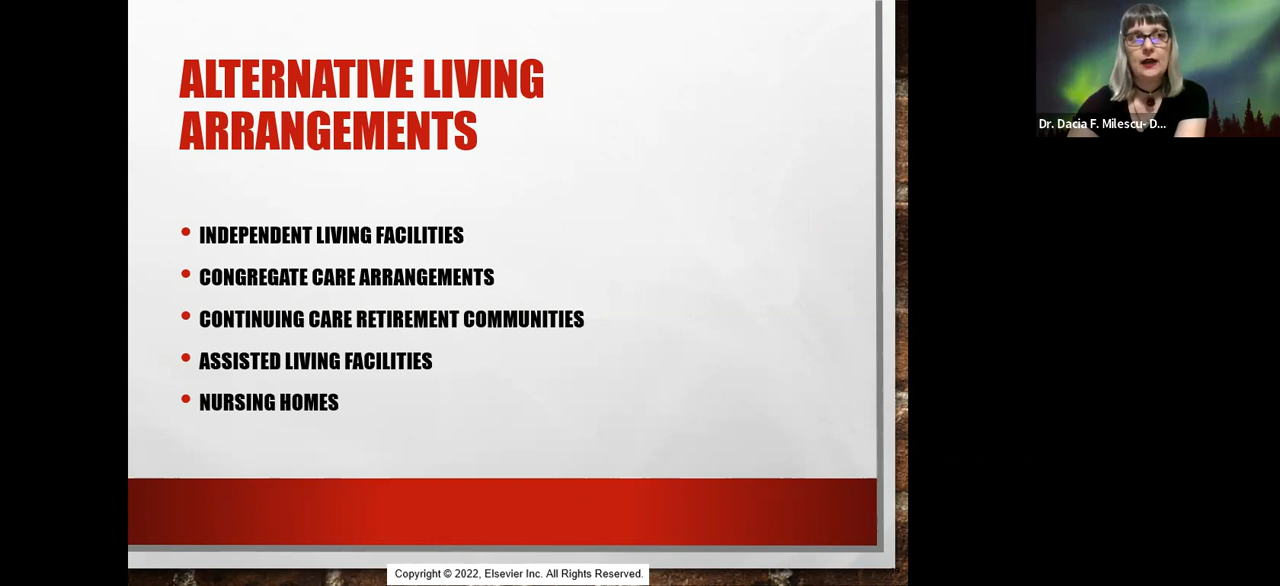 ALTERNATIVE LIVING
ARRANGEMENTS
• INDEPENDENT LIVING FACILITIES
• CONGREGATE CARE ARRANGEMENTS
• CONTINUING CARE RETIREMENT COMMUNITIES
• ASSISTED LIVING FACILITIES
• NURSING HOMES
Copyright © 2022, Elsevier Inc. All Rights Reserved.
Dr. Dacia F. Milescu- D...